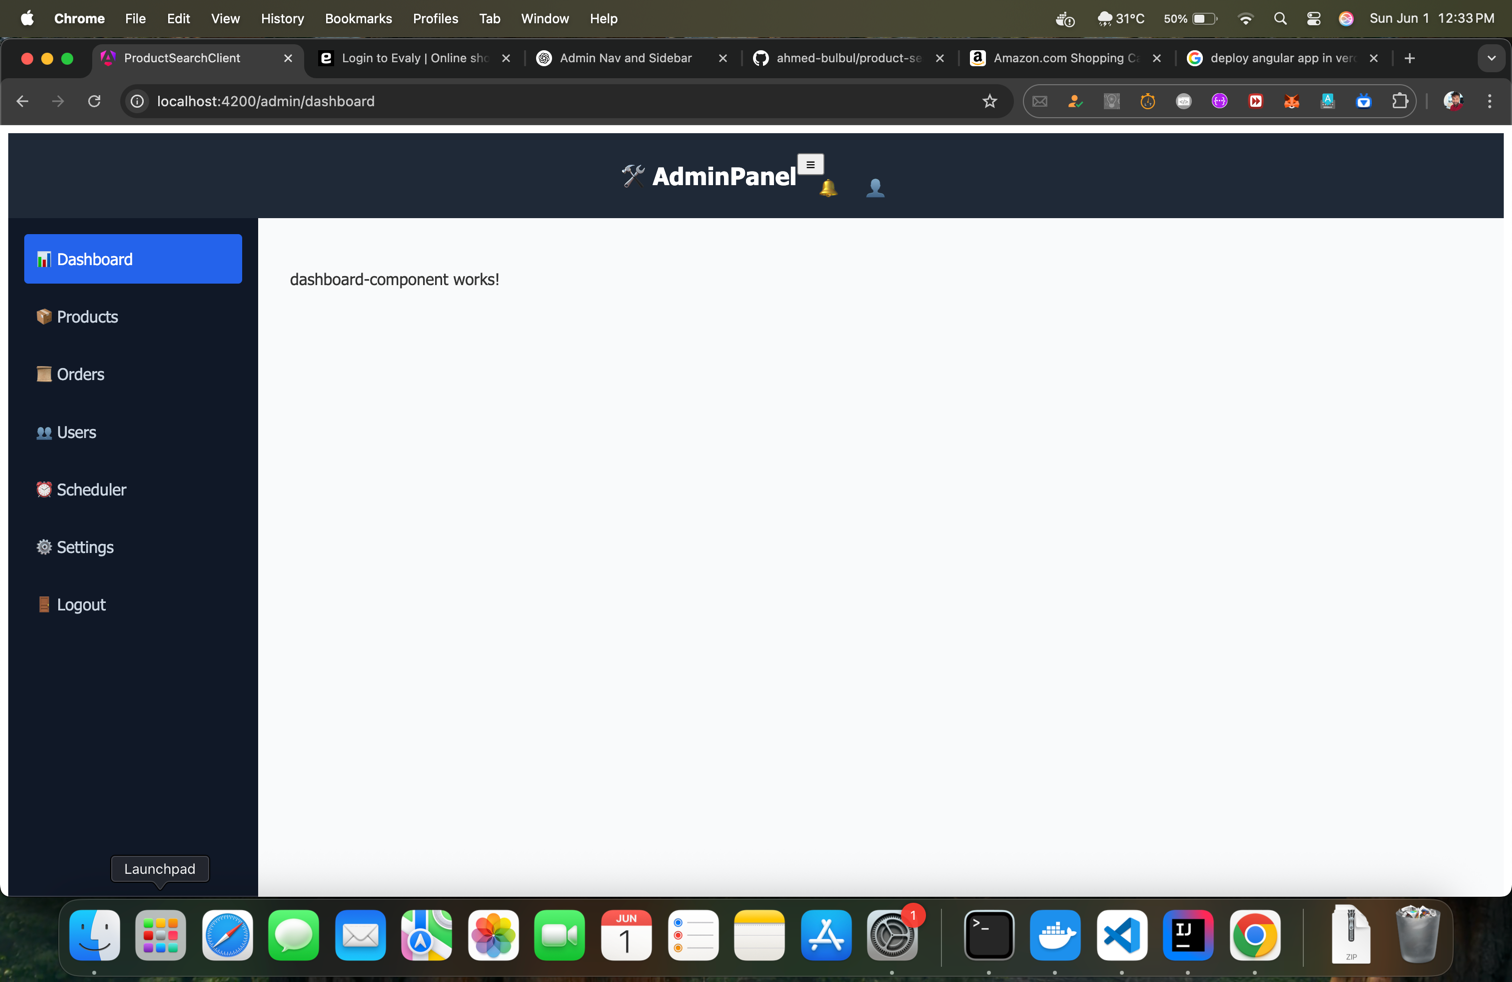 Chrome File Edit View History Bookmarks Profiles Tab Window Help 31°C 50% Sun Jun 1 12:33 PM
ProductSearchClient Login to Evaly | Online sho Admin Nav and Sidebar ahmed-bulbul/product-se Amazon.com Shopping Ca deploy angular app in verc
localhost:4200/admin/dashboard
AdminPanel
Dashboard
dashboard-component works!
Products
Orders
Users
Scheduler
Settings
Logout
Launchpad
JUN
1
1
>_
IJ
ZIP